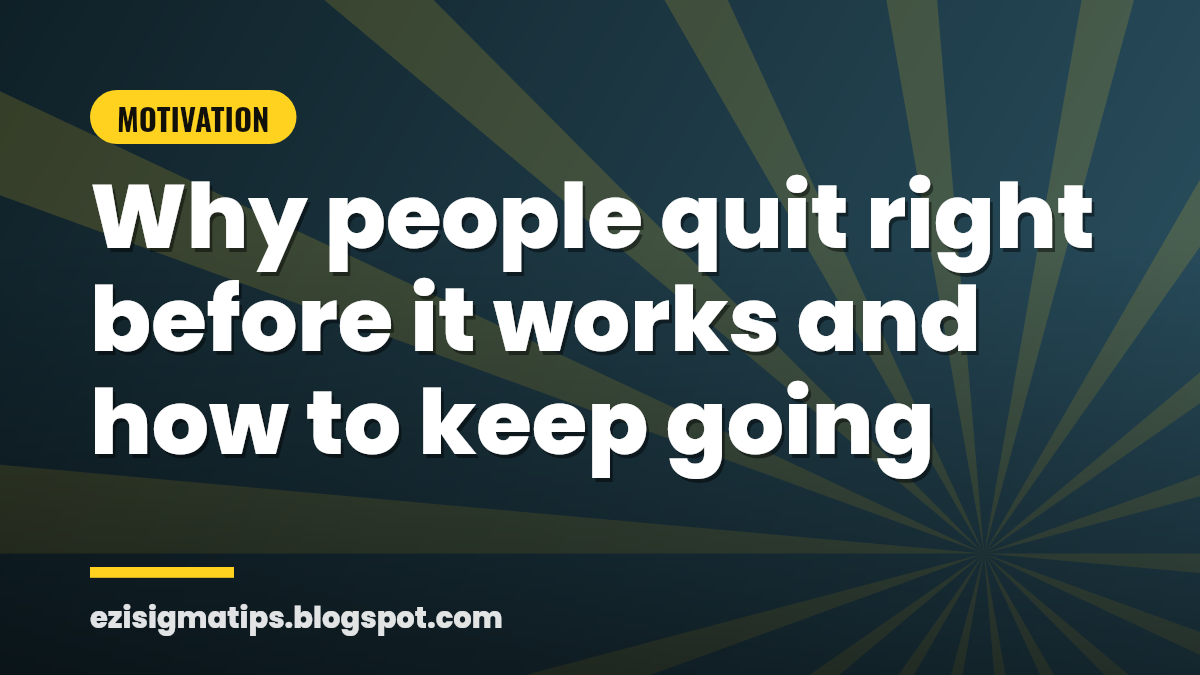 MOTIVATION
Why people quit right
before it works and
how to keep going
ezisigmatips.blogspot.com